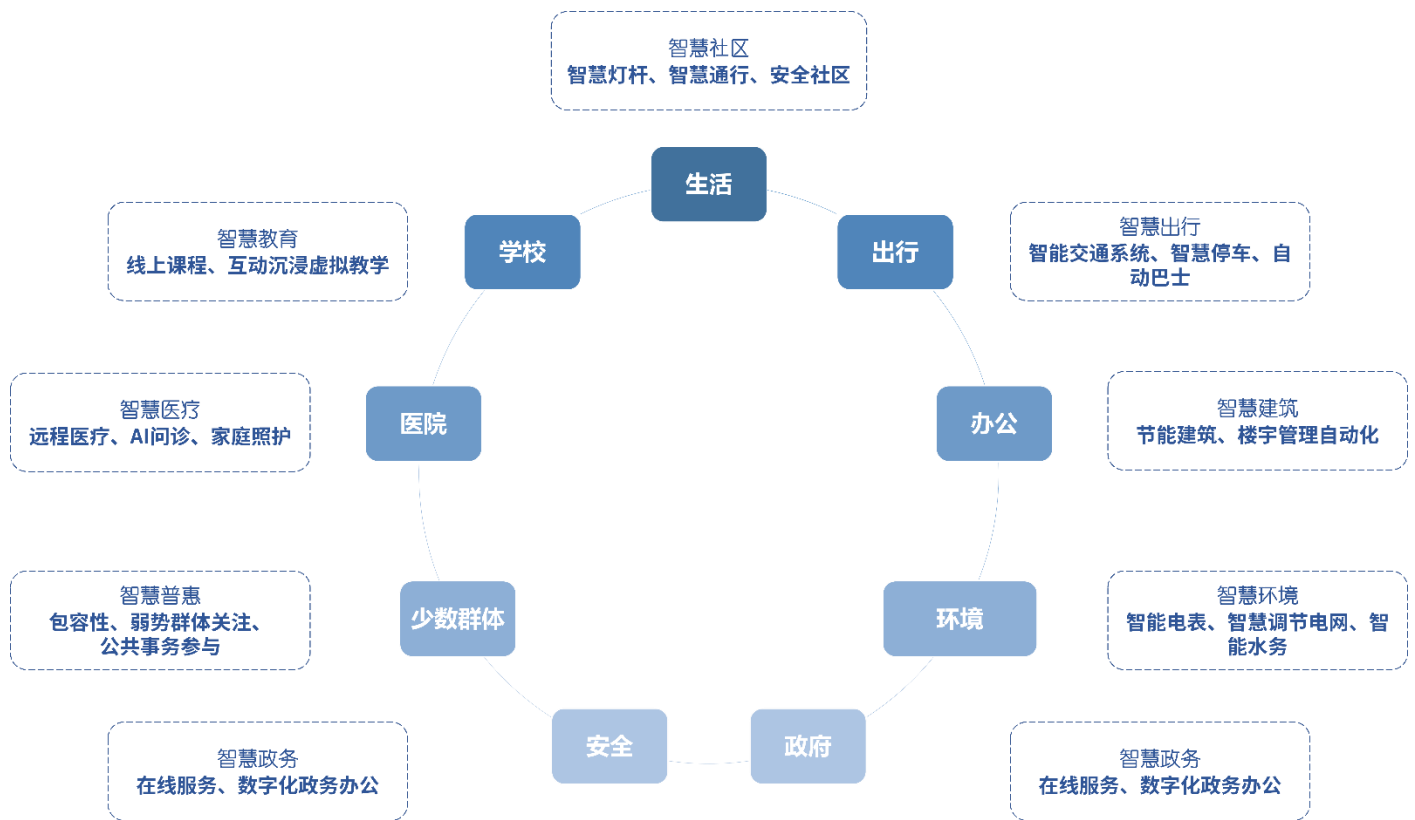 智慧社区
智慧灯杆、智慧通行、安全社区
生活
学校
出行
智慧教育
线上课程、互动沉浸虚拟教学
智慧出行
智能交通系统、智慧停车、自
动巴士
医院
办公
智慧医疗
远程医疗、AI问诊、家庭照护
智慧建筑
节能建筑、楼宇管理自动化
少数群体
环境
智慧普惠
包容性、弱势群体关注、
公共事务参与
智慧环境
智能电表、智慧调节电网、智
能水务
安全
政府
智慧政务
在线服务、数字化政务办公
智慧政务
在线服务、数字化政务办公